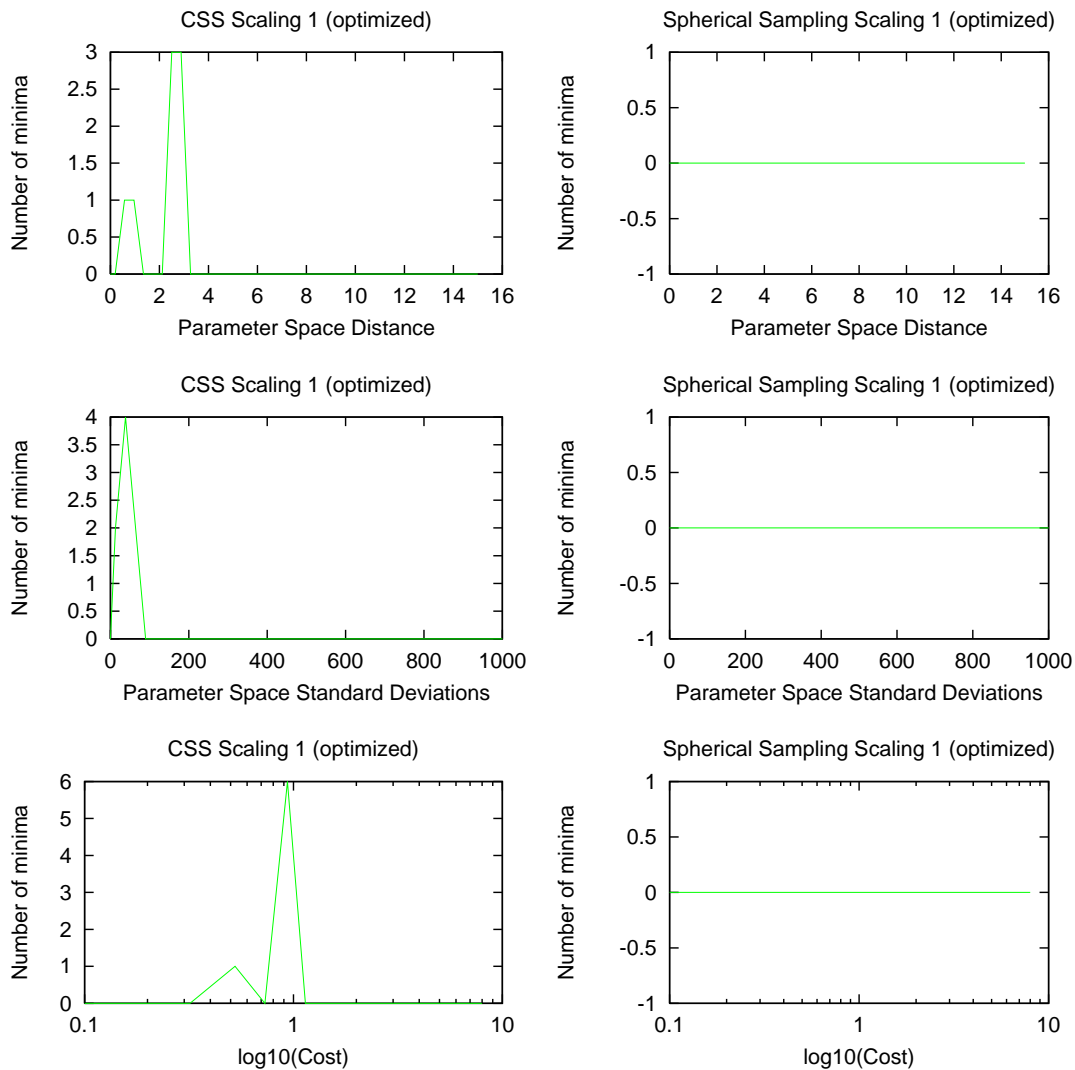 CSS Scaling 1 (optimized)
Number of minima
3
2.5
2
1.5
1
0.5
0
0 2 4 6 8 10 12 14 16
Parameter Space Distance
Spherical Sampling Scaling 1 (optimized)
Number of minima
1
0.5
0
-0.5
-1
0 2 4 6 8 10 12 14 16
Parameter Space Distance
CSS Scaling 1 (optimized)
Number of minima
4
3.5
3
2.5
2
1.5
1
0.5
0
0 200 400 600 800 1000
Parameter Space Standard Deviations
Spherical Sampling Scaling 1 (optimized)
Number of minima
1
0.5
0
-0.5
-1
0 200 400 600 800 1000
Parameter Space Standard Deviations
CSS Scaling 1 (optimized)
Number of minima
6
5
4
3
2
1
0
0.1 1 10
log10(Cost)
Spherical Sampling Scaling 1 (optimized)
Number of minima
1
0.5
0
-0.5
-1
0.1 1 10
log10(Cost)